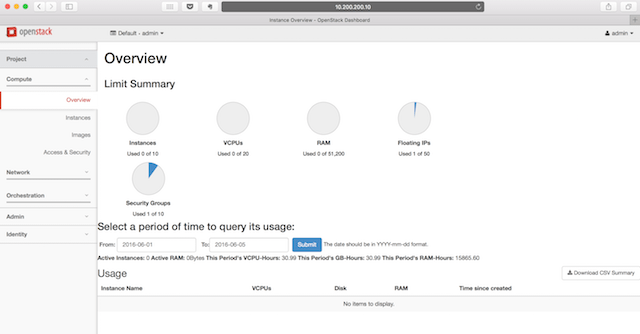 10.200.200.10
Instance Overview - OpenStack Dashboard
openstack
Default - admin
admin
Project
Compute
Overview
Instances
Images
Access & Security
Network
Orchestration
Admin
Identity
Overview
Limit Summary
Instances
Used 0 of 10
VCPUs
Used 0 of 20
RAM
Used 0 of 51,200
Floating IPs
Used 1 of 50
Security Groups
Used 1 of 10
Select a period of time to query its usage:
From: 2016-06-01 To: 2016-06-05 Submit The date should be in YYYY-mm-dd format.
Active Instances: 0 Active RAM: 0Bytes This Period's VCPU-Hours: 30.99 This Period's GB-Hours: 30.99 This Period's RAM-Hours: 15865.60
Usage
Download CSV Summary
Instance Name VCPUs Disk RAM Time since created
No items to display.